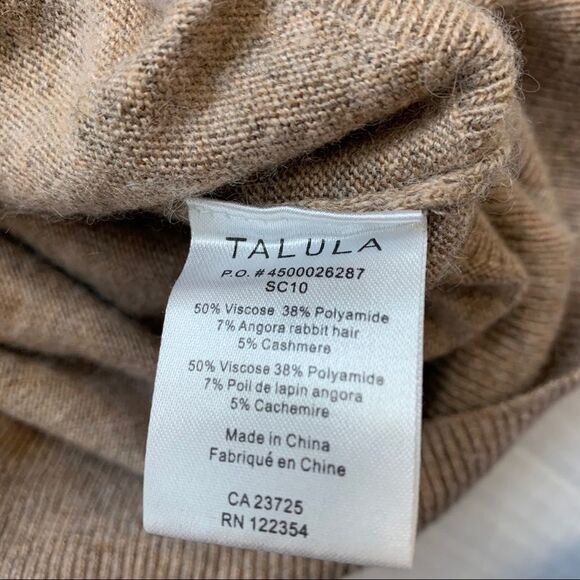 TALULA
P.O.#4500026287
SC10
50% Viscose 38% Polyamide
7% Angora rabbit hair
5% Cashmere
50% Viscose 38% Polyamide
7% Poil de lapin angora
5% Cachemire
Made in China
Fabriqué en Chine
CA 23725
RN 122354